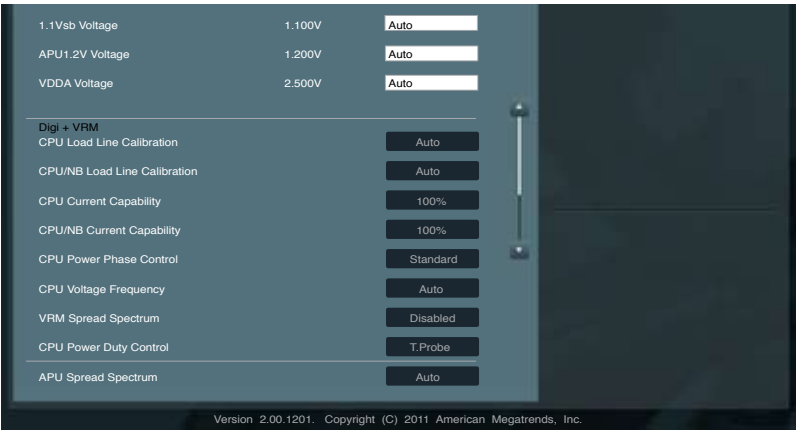 1.1Vsb Voltage 1.100V Auto
APU1.2V Voltage 1.200V Auto
VDDA Voltage 2.500V Auto
Digi + VRM
CPU Load Line Calibration Auto
CPU/NB Load Line Calibration Auto
CPU Current Capability 100%
CPU/NB Current Capability 100%
CPU Power Phase Control Standard
CPU Voltage Frequency Auto
VRM Spread Spectrum Disabled
CPU Power Duty Control T.Probe
APU Spread Spectrum Auto
Version 2.00.1201. Copyright (C) 2011 American Megatrends, Inc.